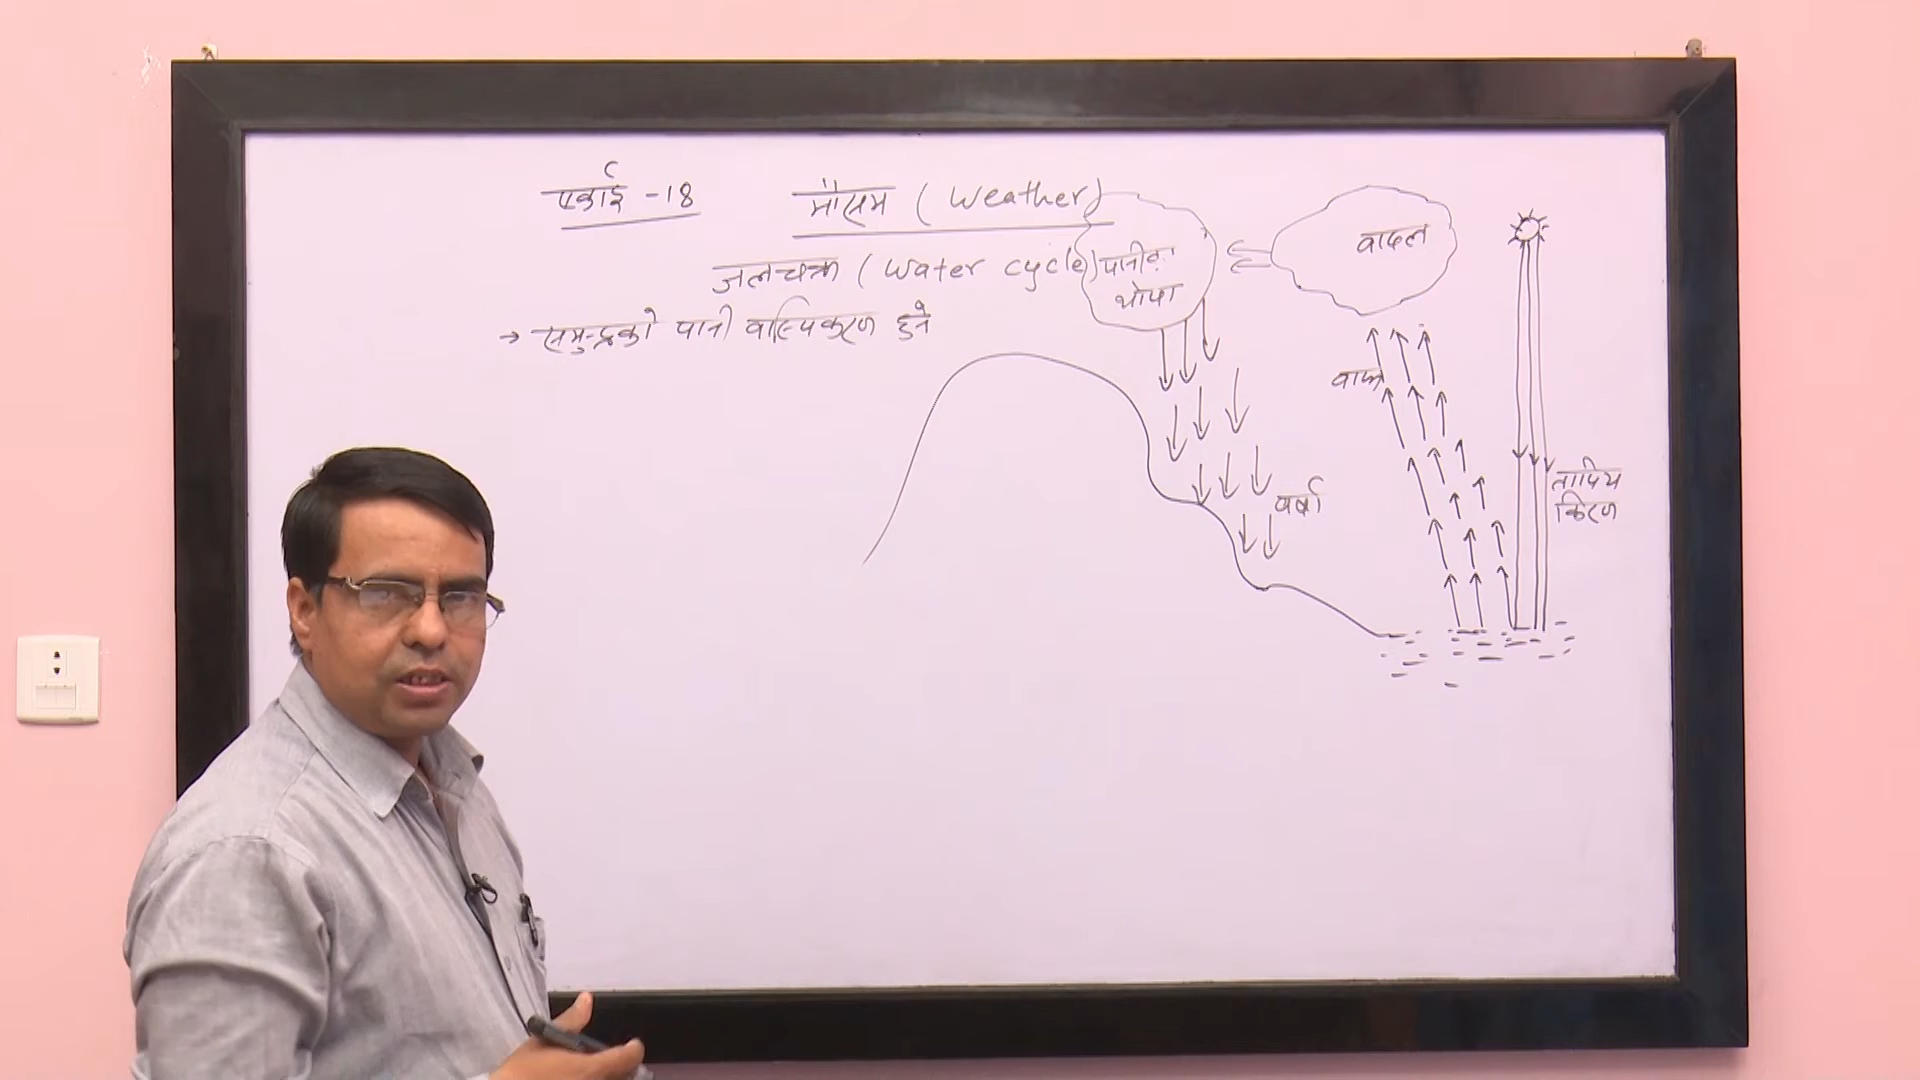 एकाई -18
मौसम (Weather)
जलचक्र (Water cycle)
→ समुन्द्रको पानी वास्पिकरण हुने
पानीका
थोपा
वादल
वाफ
वर्षा
तापिय
किरण